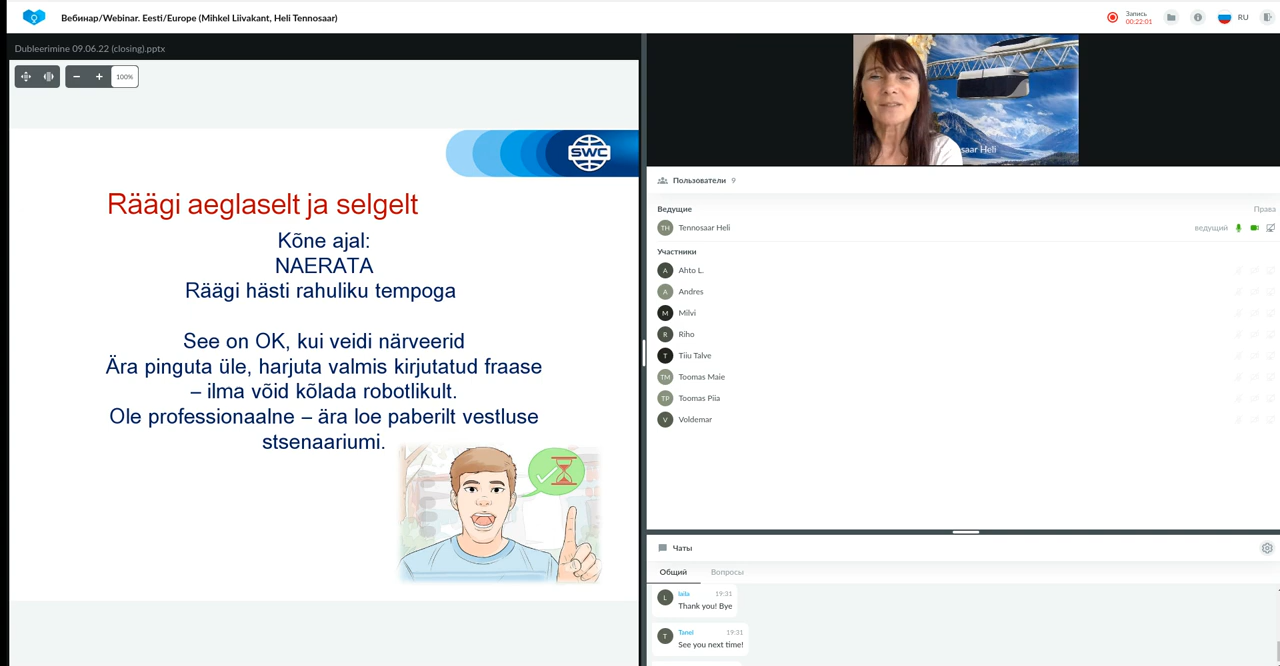 Вебинар/Webinar. Eesti/Europe (Mihkel Liivakant, Heli Tennosaar)
Запись
00:22:01
RU
Dubleerimine 09.06.22 (closing).pptx
100%
SWC
Räägi aeglaselt ja selgelt
Kõne ajal:
NAERATA
Räägi hästi rahuliku tempoga
See on OK, kui veidi närveerid
Ära pinguta üle, harjuta valmis kirjutatud fraase
– ilma võid kõlada robotlikult.
Ole professionaalne – ära loe paberilt vestluse
stsenaariumi.
saar Heli
Пользователи 9
Ведущие
Права
TH Tennosaar Heli
ведущий
Участники
A Ahto L.
A Andres
M Milvi
R Riho
T Tiiu Talve
TM Toomas Maie
TP Toomas Piia
V Voldemar
Чаты
Общий
Вопросы
L laila 19:31
Thank you! Bye
T Tanel 19:31
See you next time!